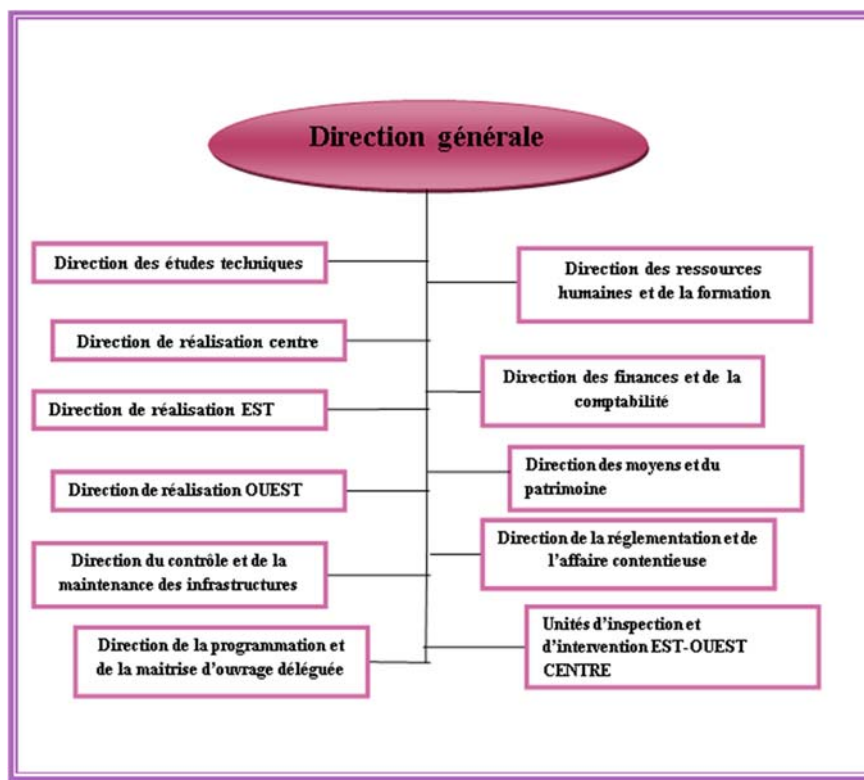 Direction générale
Direction des études techniques
Direction des ressources
humaines et de la formation
Direction de réalisation centre
Direction des finances et de la
comptabilité
Direction de réalisation EST
Direction des moyens et du
patrimoine
Direction de réalisation OUEST
Direction de la réglementation et de
l’affaire contentieuse
Direction du contrôle et de la
maintenance des infrastructures
Unités d’inspection et
d’intervention EST-OUEST
CENTRE
Direction de la programmation et
de la maitrise d’ouvrage déléguée